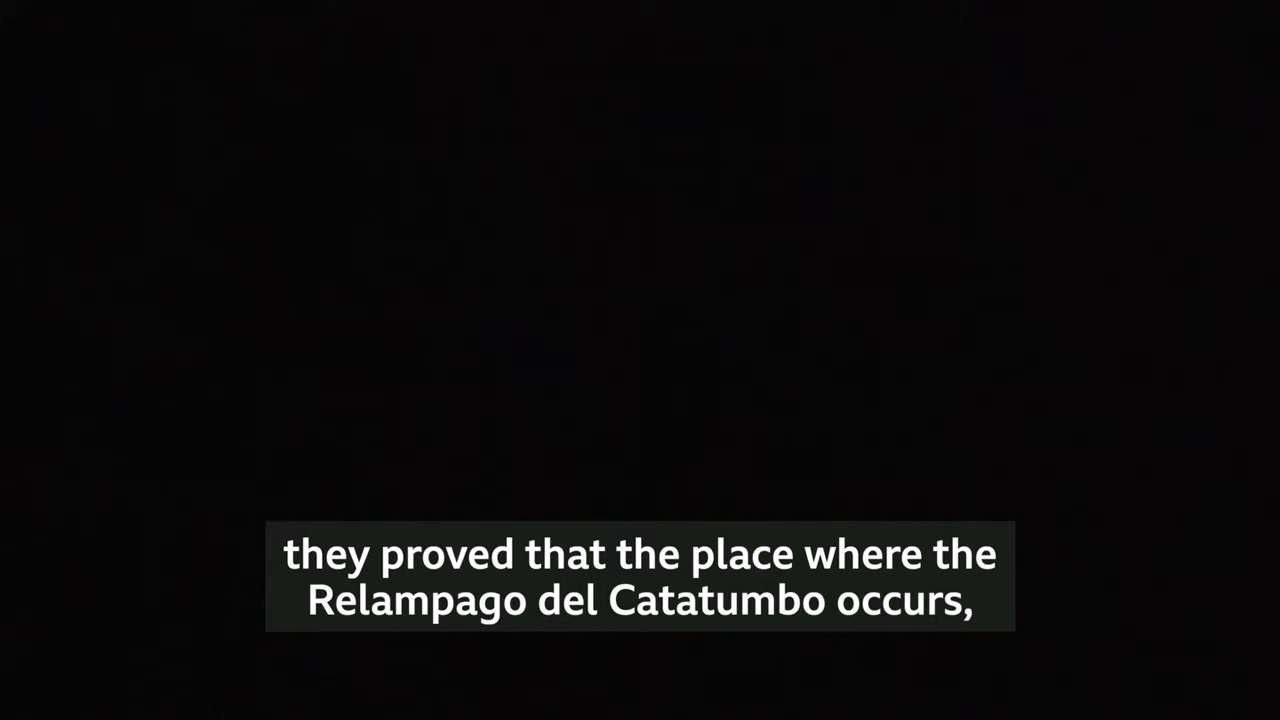 they proved that the place where the
Relampago del Catatumbo occurs,